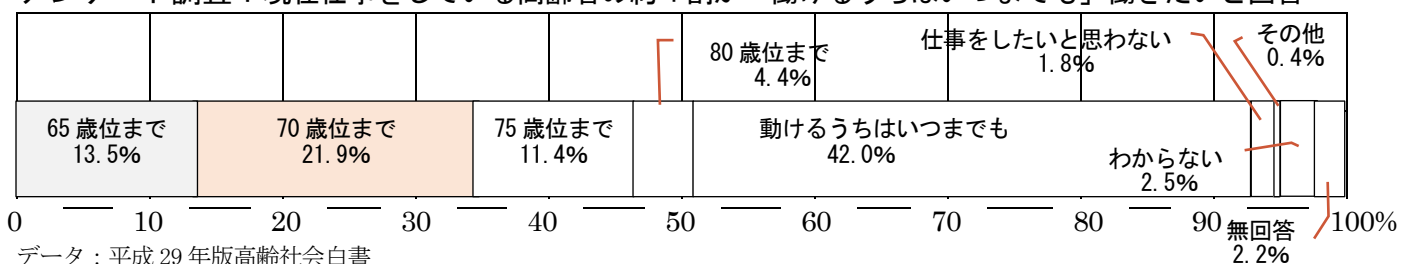 80 歳位まで
4.4%
仕事をしたいと思わない
1.8%
その他
0.4%
65 歳位まで
13.5%
70 歳位まで
21.9%
75 歳位まで
11.4%
動けるうちはいつまでも
42.0%
わからない
2.5%
0 10 20 30 40 50 60 70 80 90 100%
無回答
2.2%
データ：平成 29 年版高齢社会白書